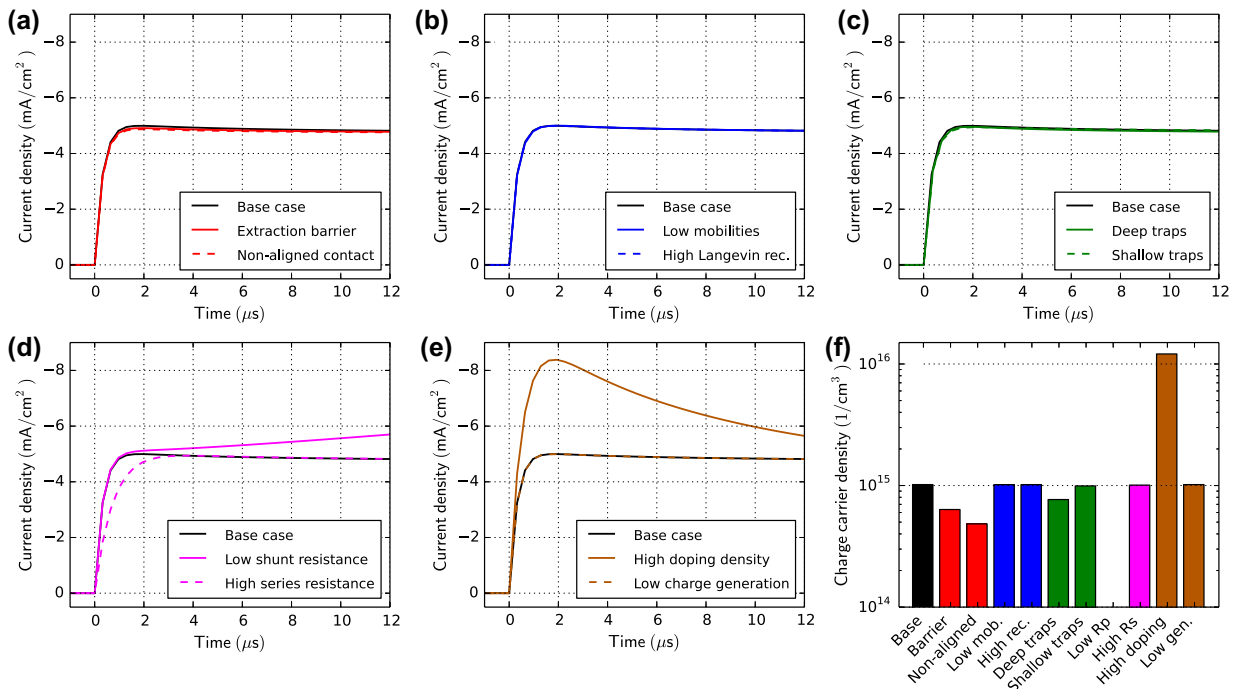 (a)
−8
−6
−4
−2
0
Current density (mA/cm²)
0 2 4 6 8 10 12
Time (μs)
Base case
Extraction barrier
Non-aligned contact
(b)
−8
−6
−4
−2
0
Current density (mA/cm²)
0 2 4 6 8 10 12
Time (μs)
Base case
Low mobilities
High Langevin rec.
(c)
−8
−6
−4
−2
0
Current density (mA/cm²)
0 2 4 6 8 10 12
Time (μs)
Base case
Deep traps
Shallow traps
(d)
−8
−6
−4
−2
0
Current density (mA/cm²)
0 2 4 6 8 10 12
Time (μs)
Base case
Low shunt resistance
High series resistance
(e)
−8
−6
−4
−2
0
Current density (mA/cm²)
0 2 4 6 8 10 12
Time (μs)
Base case
High doping density
Low charge generation
(f)
10¹⁶
10¹⁵
10¹⁴
Charge carrier density (1/cm³)
Base
Barrier
Non-aligned
Low mob.
High rec.
Deep traps
Shallow traps
Low Rp
High Rs
High doping
Low gen.